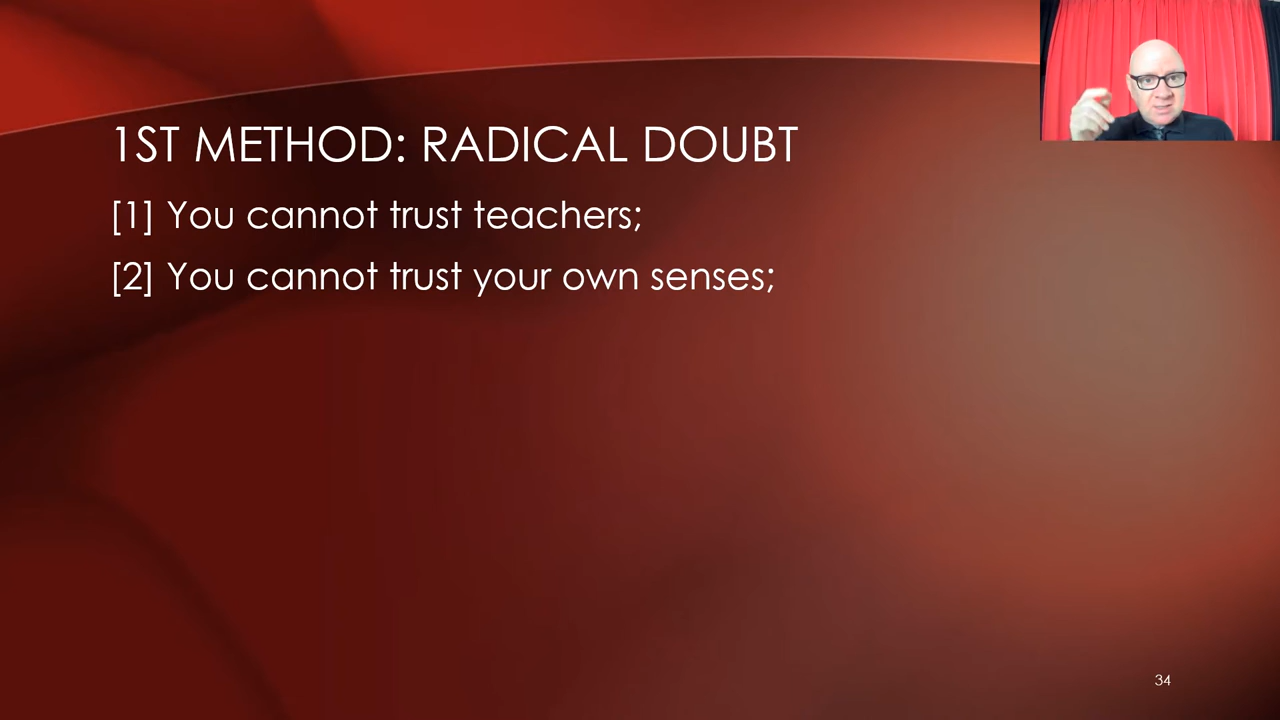 1ST METHOD: RADICAL DOUBT
[1] You cannot trust teachers;
[2] You cannot trust your own senses;
34